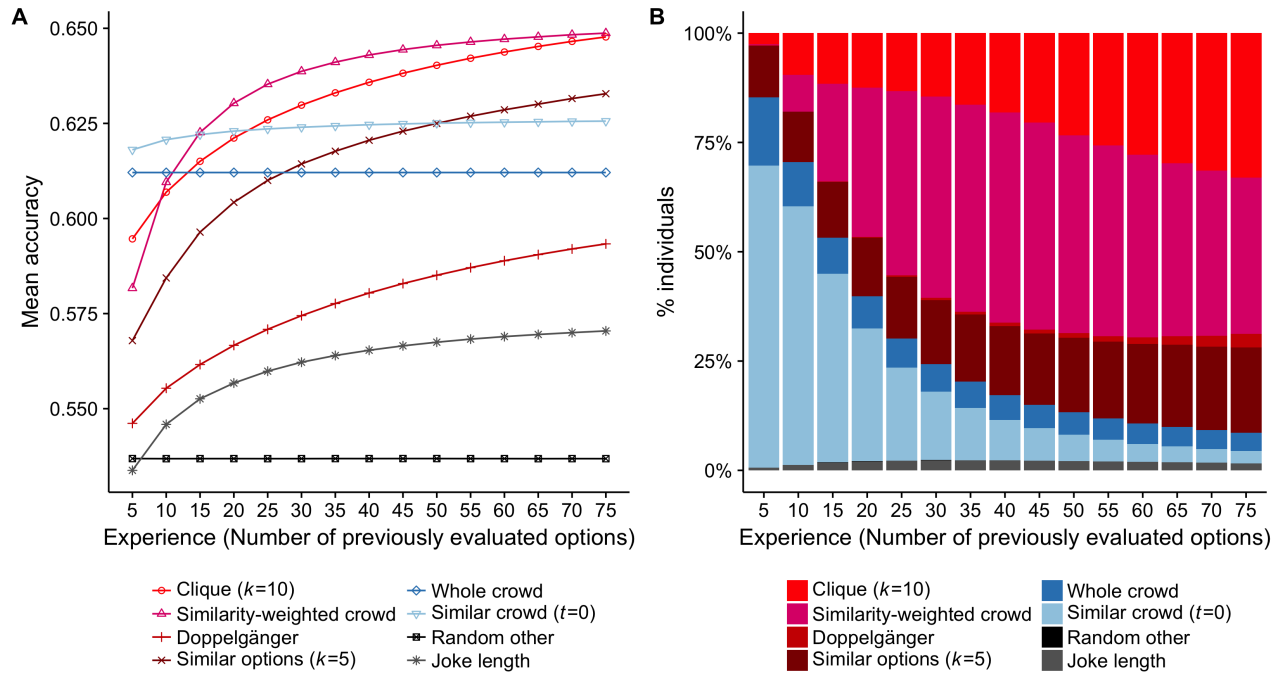 A
0.650
0.625
0.600
0.575
0.550
Mean accuracy
5 10 15 20 25 30 35 40 45 50 55 60 65 70 75
Experience (Number of previously evaluated options)
Clique (k=10)
Similarity-weighted crowd
Doppelgänger
Similar options (k=5)
Whole crowd
Similar crowd (t=0)
Random other
Joke length
B
100%
75%
50%
25%
0%
% individuals
5 10 15 20 25 30 35 40 45 50 55 60 65 70 75
Experience (Number of previously evaluated options)
Clique (k=10)
Similarity-weighted crowd
Doppelgänger
Similar options (k=5)
Whole crowd
Similar crowd (t=0)
Random other
Joke length